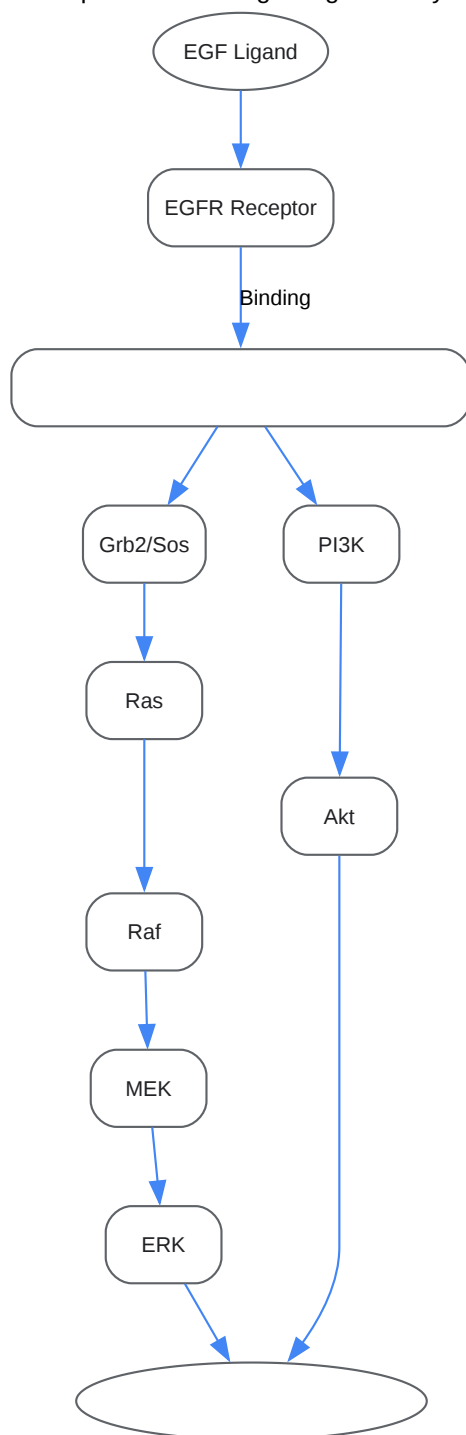 EGF Ligand
EGFR Receptor
Binding
Grb2/Sos
PI3K
Ras
Akt
Raf
MEK
ERK